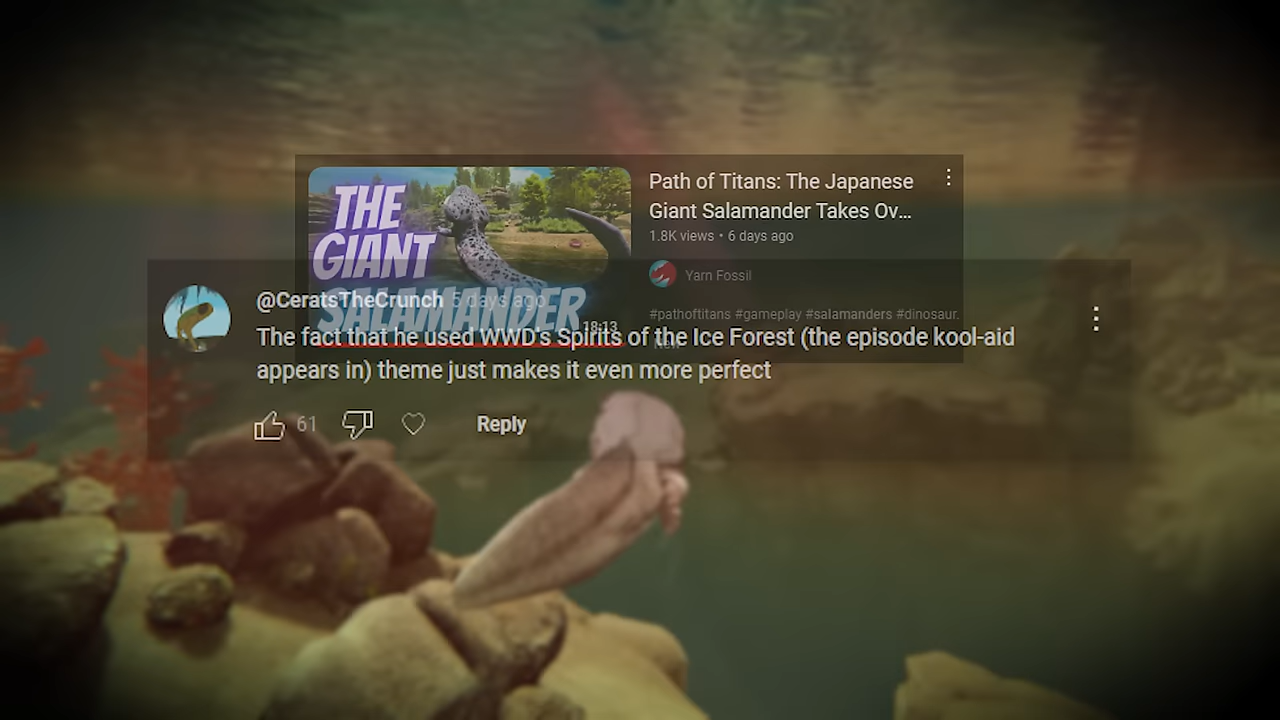 THE
GIANT
SALAMANDER
18:13
Path of Titans: The Japanese
Giant Salamander Takes Ov...
1.8K views • 6 days ago
Yarn Fossil
#pathoftitans #gameplay #salamanders #dinosaur.
New
@CeratsTheCrunch 5 days ago
The fact that he used WWD's Spirits of the Ice Forest (the episode kool-aid
appears in) theme just makes it even more perfect
61
Reply